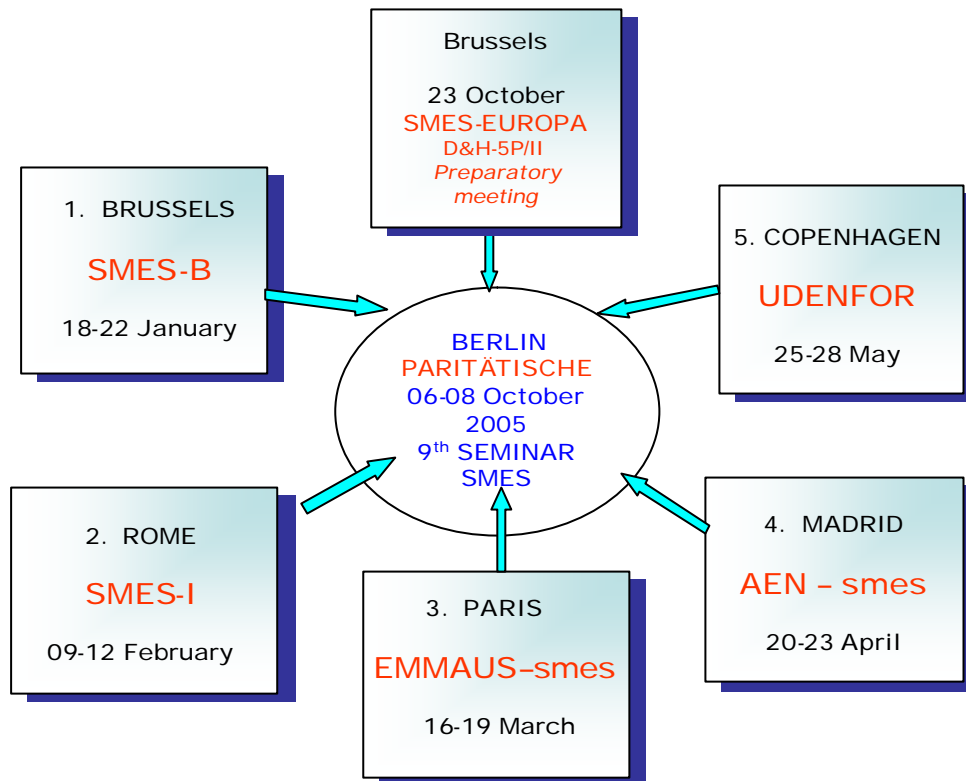 Brussels
23 October
SMES-EUROPA
D&H-5P/II
Preparatory
meeting
1. BRUSSELS
SMES-B
18-22 January
5. COPENHAGEN
UDENFOR
25-28 May
BERLIN
PARITÄTISCHE
06-08 October
2005
9th SEMINAR
SMES
2. ROME
SMES-I
09-12 February
3. PARIS
EMMAUS–smes
16-19 March
4. MADRID
AEN – smes
20-23 April